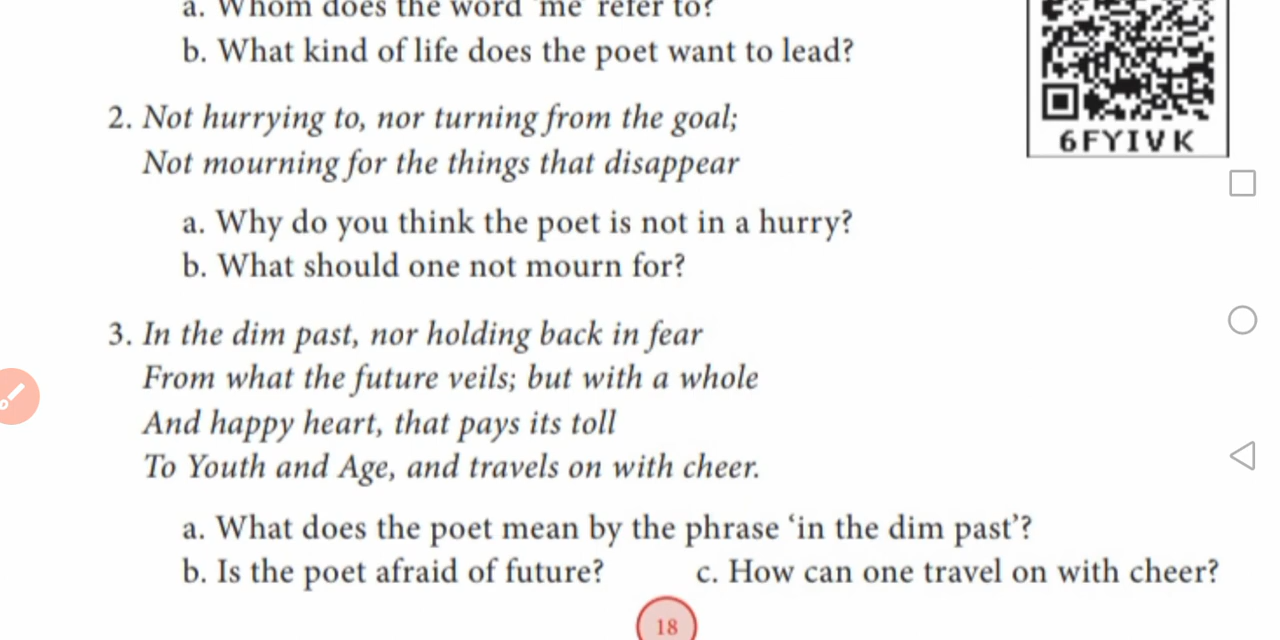 a. Whom does the word 'me' refer to?
b. What kind of life does the poet want to lead?
6FYIVK
2. Not hurrying to, nor turning from the goal;
Not mourning for the things that disappear
a. Why do you think the poet is not in a hurry?
b. What should one not mourn for?
3. In the dim past, nor holding back in fear
From what the future veils; but with a whole
And happy heart, that pays its toll
To Youth and Age, and travels on with cheer.
a. What does the poet mean by the phrase ‘in the dim past’?
b. Is the poet afraid of future? c. How can one travel on with cheer?
18